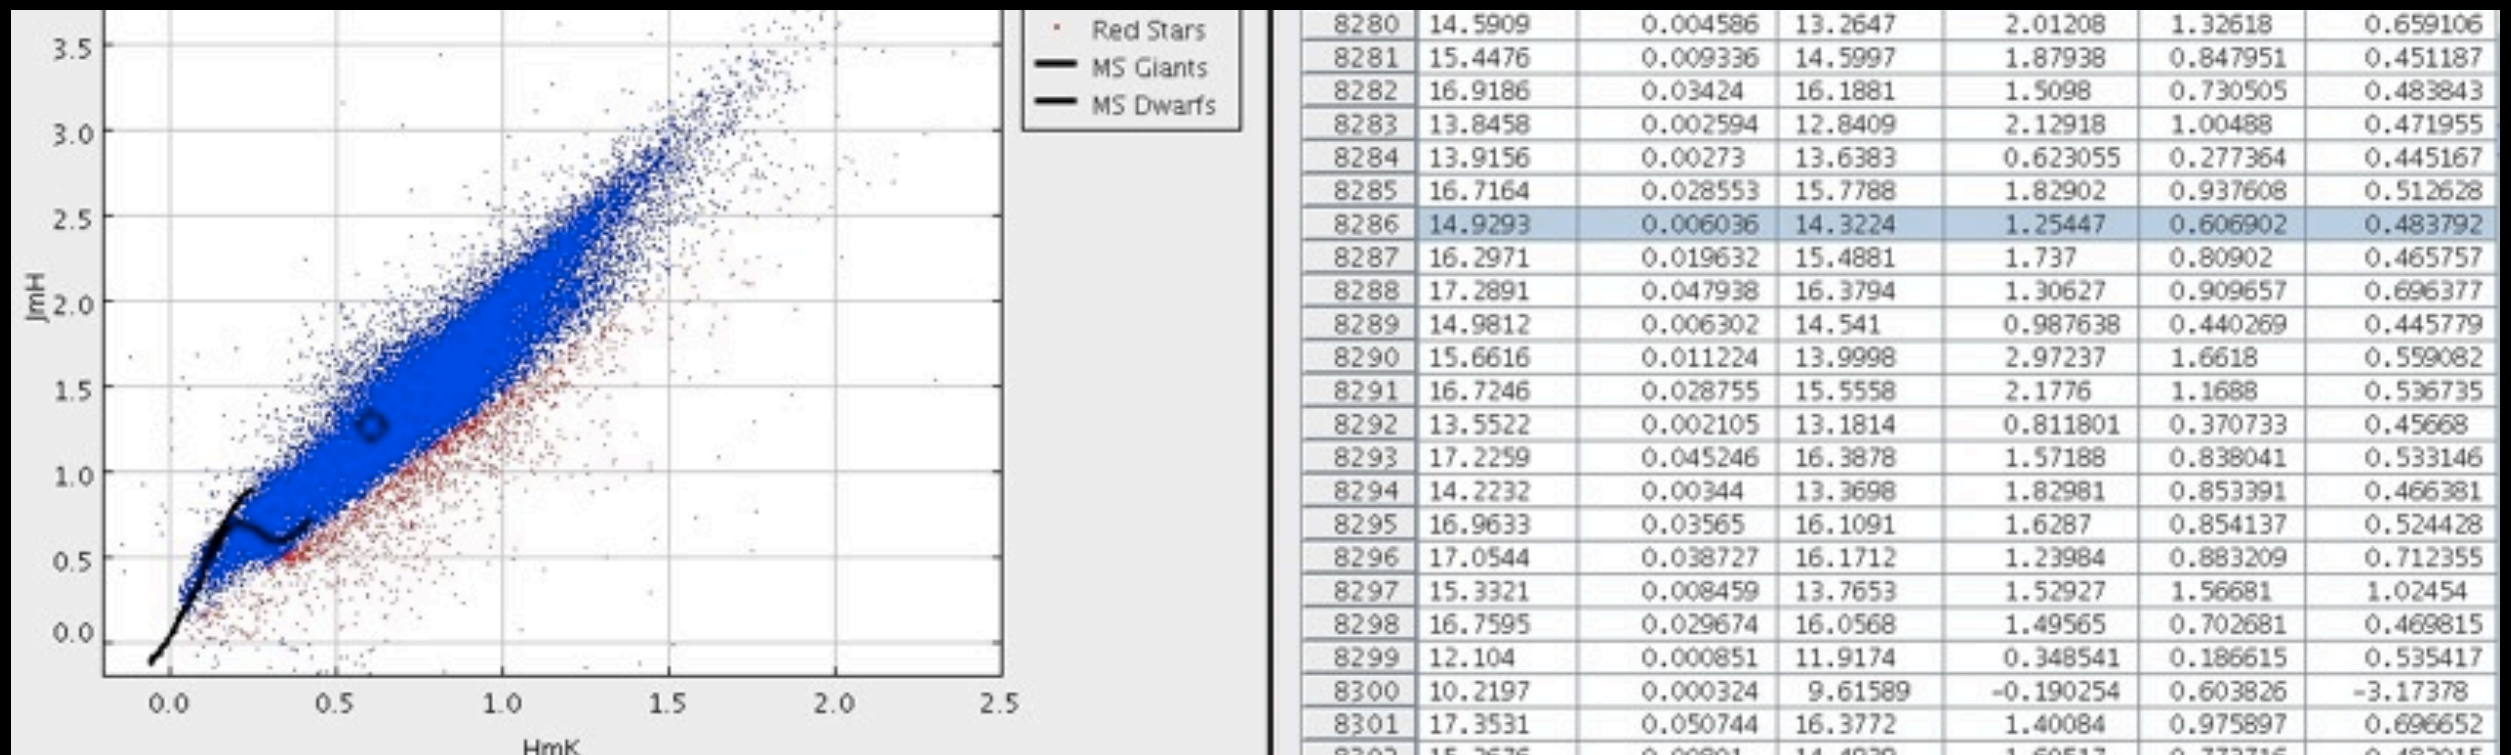 3.5
3.0
2.5
2.0
1.5
1.0
0.5
0.0
JmH
0.0 0.5 1.0 1.5 2.0 2.5
HmK
Red Stars
MS Giants
MS Dwarfs
8280 14.5909 0.004586 13.2647 2.01208 1.32618 0.659106
8281 15.4476 0.009336 14.5997 1.87938 0.847951 0.451187
8282 16.9186 0.03424 16.1881 1.5098 0.730505 0.483843
8283 13.8458 0.002594 12.8409 2.12918 1.00488 0.471955
8284 13.9156 0.00273 13.6383 0.623055 0.277364 0.445167
8285 16.7164 0.028553 15.7788 1.82902 0.937608 0.512628
8286 14.9293 0.006036 14.3224 1.25447 0.606902 0.483792
8287 16.2971 0.019632 15.4881 1.737 0.80902 0.465757
8288 17.2891 0.047938 16.3794 1.30627 0.909657 0.696377
8289 14.9812 0.006302 14.541 0.987638 0.440269 0.445779
8290 15.6616 0.011224 13.9998 2.97237 1.6618 0.559082
8291 16.7246 0.028755 15.5558 2.1776 1.1688 0.536735
8292 13.5522 0.002105 13.1814 0.811801 0.370733 0.45668
8293 17.2259 0.045246 16.3878 1.57188 0.838041 0.533146
8294 14.2232 0.00344 13.3698 1.82981 0.853391 0.466381
8295 16.9633 0.03565 16.1091 1.6287 0.854137 0.524428
8296 17.0544 0.038727 16.1712 1.23984 0.883209 0.712355
8297 15.3321 0.008459 13.7653 1.52927 1.56681 1.02454
8298 16.7595 0.029674 16.0568 1.49565 0.702681 0.469815
8299 12.104 0.000851 11.9174 0.348541 0.186615 0.535417
8300 10.2197 0.000324 9.61589 -0.190254 0.603826 -3.17378
8301 17.3531 0.050744 16.3772 1.40084 0.975897 0.696652